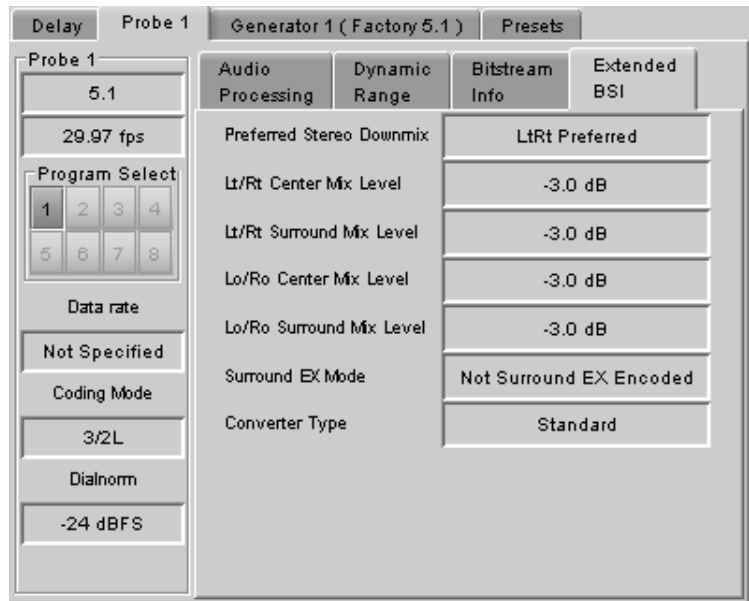 Delay
Probe 1
Generator 1 ( Factory 5.1 )
Presets
Probe 1
5.1
29.97 fps
Program Select
1 2 3 4
5 6 7 8
Data rate
Not Specified
Coding Mode
3/2L
Dialnorm
-24 dBFS
Audio Processing
Dynamic Range
Bitstream Info
Extended BSI
Preferred Stereo Downmix
LtRt Preferred
Lt/Rt Center Mix Level
-3.0 dB
Lt/Rt Surround Mix Level
-3.0 dB
Lo/Ro Center Mix Level
-3.0 dB
Lo/Ro Surround Mix Level
-3.0 dB
Surround EX Mode
Not Surround EX Encoded
Converter Type
Standard